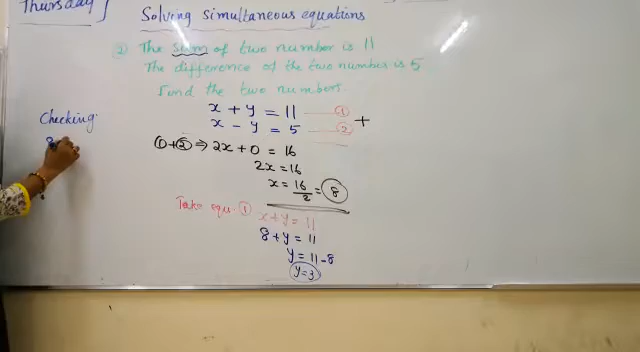 Thursday
Solving simultaneous equations
2) The sum of two number is 11
The difference of the two number is 5
Find the two numbers.
x + y = 11 ①
x - y = 5 ② +
①+② ⇒ 2x + 0 = 16
2x = 16
x = 16/2 = 8
Take equ. ① x + y = 11
8 + y = 11
y = 11 - 8
y = 3
Checking:
8